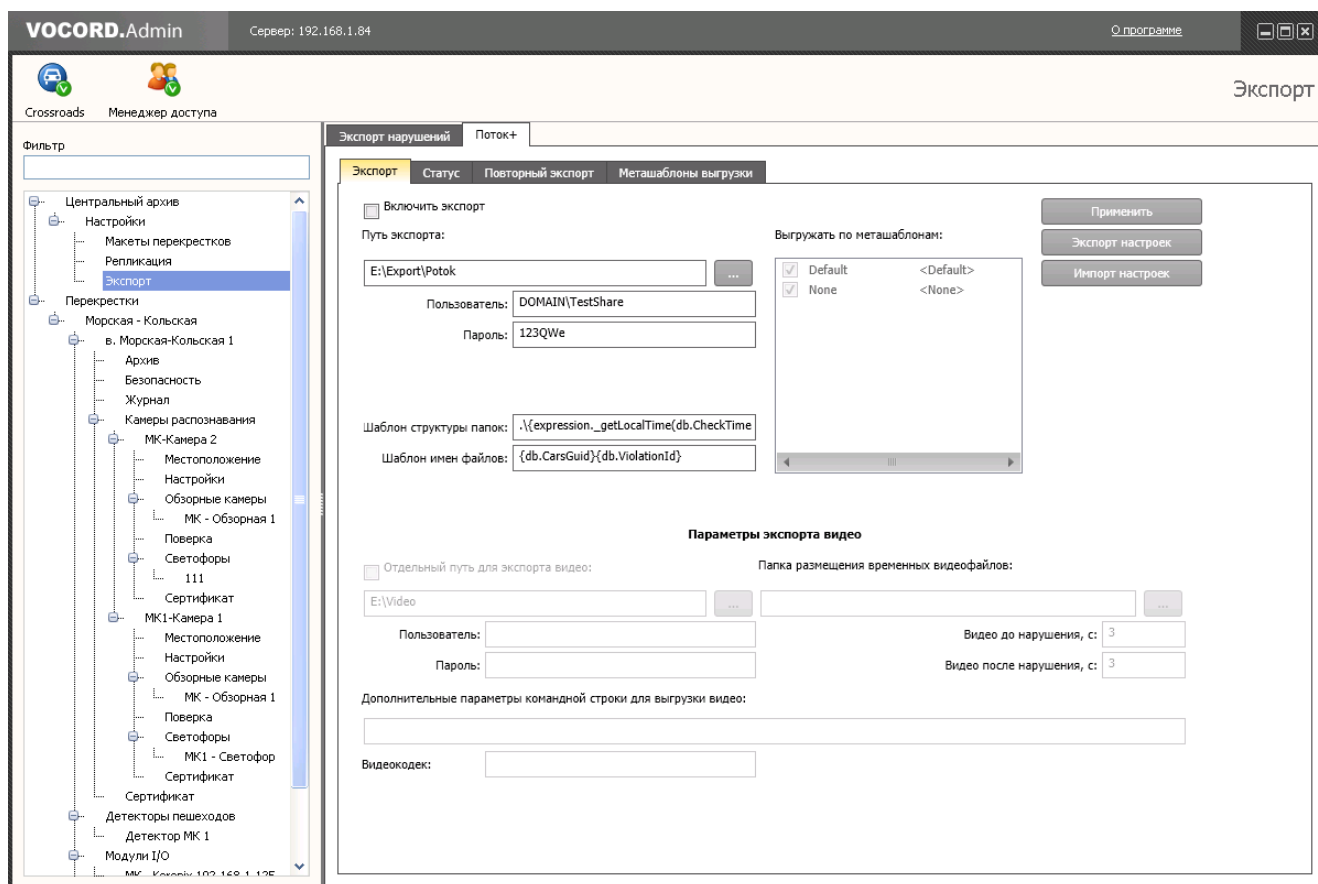 VOCORD.Admin
Сервер: 192.168.1.84
О программе
Crossroads
Менеджер доступа
Экспорт
Фильтр
Центральный архив
Настройки
Макеты перекрестков
Репликация
Экспорт
Перекрестки
Морская - Кольская
в. Морская-Кольская 1
Архив
Безопасность
Журнал
Камеры распознавания
МК-Камера 2
Местоположение
Настройки
Обзорные камеры
МК - Обзорная 1
Поверка
Светофоры
111
Сертификат
МК1-Камера 1
Местоположение
Настройки
Обзорные камеры
МК - Обзорная 1
Поверка
Светофоры
МК1 - Светофор
Сертификат
Сертификат
Детекторы пешеходов
Детектор МК 1
Модули I/O
Экспорт нарушений
Поток+
Экспорт
Статус
Повторный экспорт
Меташаблоны выгрузки
Включить экспорт
Путь экспорта:
E:\Export\Potok
...
Пользователь: DOMAIN\TestShare
Пароль: 123QWe
Шаблон структуры папок: .\{expression._getLocalTime(db.CheckTime
Шаблон имен файлов: {db.CarsGuid}{db.ViolationId}
Выгружать по меташаблонам:
Default <Default>
None <None>
Применить
Экспорт настроек
Импорт настроек
Параметры экспорта видео
Отдельный путь для экспорта видео:
E:\Video
...
Папка размещения временных видеофайлов:
...
Пользователь:
Пароль:
Видео до нарушения, с: 3
Видео после нарушения, с: 3
Дополнительные параметры командной строки для выгрузки видео:
Видеокодек: